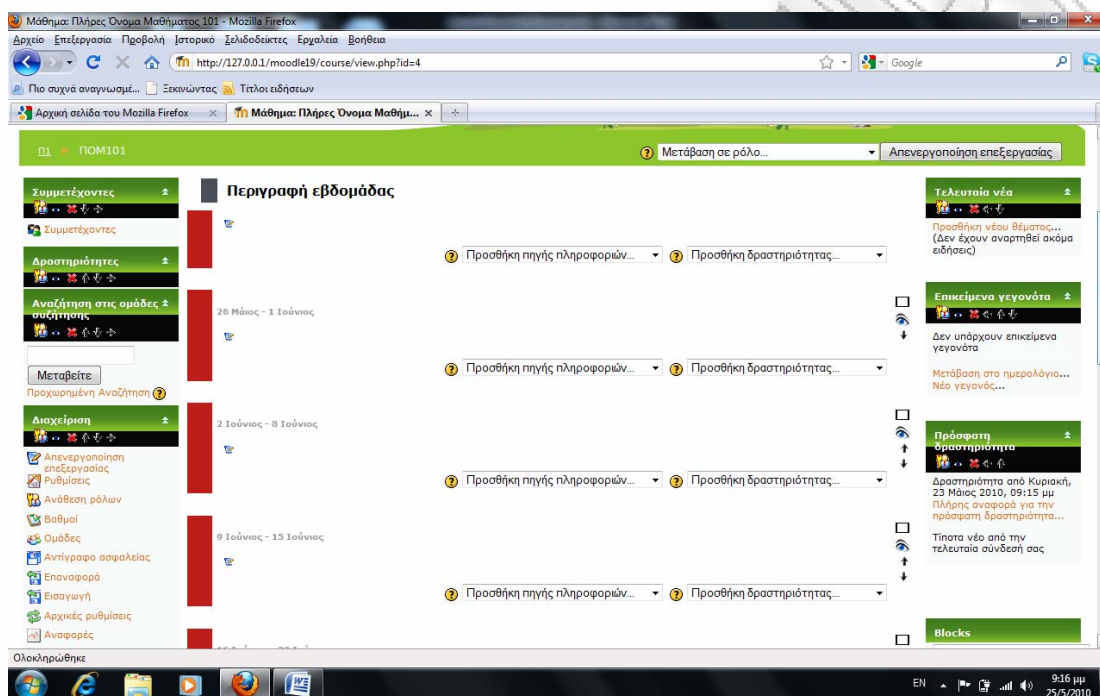 Μάθημα: Πλήρες Όνομα Μαθήματος 101 - Mozilla Firefox
Αρχείο Επεξεργασία Προβολή Ιστορικό Σελιδοδείκτες Εργαλεία Βοήθεια
http://127.0.0.1/moodle19/course/view.php?id=4
Google
Πιο συχνά αναγνωσμέ... Ξεκινώντας Τίτλοι ειδήσεων
Αρχική σελίδα του Mozilla Firefox
Μάθημα: Πλήρες Όνομα Μαθήμ...
Π1 ► ΠΟΜ101
Μετάβαση σε ρόλο...
Απενεργοποίηση επεξεργασίας
Συμμετέχοντες
Συμμετέχοντες
Δραστηριότητες
Αναζήτηση στις ομάδες
συζήτησης
Μεταβείτε
Προχωρημένη Αναζήτηση
Διαχείριση
Απενεργοποίηση
επεξεργασίας
Ρυθμίσεις
Ανάθεση ρόλων
Βαθμοί
Ομάδες
Αντίγραφο ασφαλείας
Επαναφορά
Εισαγωγή
Αρχικές ρυθμίσεις
Αναφορές
Περιγραφή εβδομάδας
Προσθήκη πηγής πληροφοριών... Προσθήκη δραστηριότητας...
26 Μάιος - 1 Ιούνιος
Προσθήκη πηγής πληροφοριών... Προσθήκη δραστηριότητας...
2 Ιούνιος - 8 Ιούνιος
Προσθήκη πηγής πληροφοριών... Προσθήκη δραστηριότητας...
9 Ιούνιος - 15 Ιούνιος
Προσθήκη πηγής πληροφοριών... Προσθήκη δραστηριότητας...
Τελευταία νέα
Προσθήκη νέου θέματος...
(Δεν έχουν αναρτηθεί ακόμα
ειδήσεις)
Επικείμενα γεγονότα
Δεν υπάρχουν επικείμενα
γεγονότα
Μετάβαση στο ημερολόγιο...
Νέο γεγονός...
Πρόσφατη
δραστηριότητα
Δραστηριότητα από Κυριακή,
23 Μάιος 2010, 09:15 μμ
Πλήρης αναφορά για την
πρόσφατη δραστηριότητα...
Τίποτα νέο από την
τελευταία σύνδεσή σας
Blocks
Ολοκληρώθηκε
EN
9:16 μμ
25/5/2010